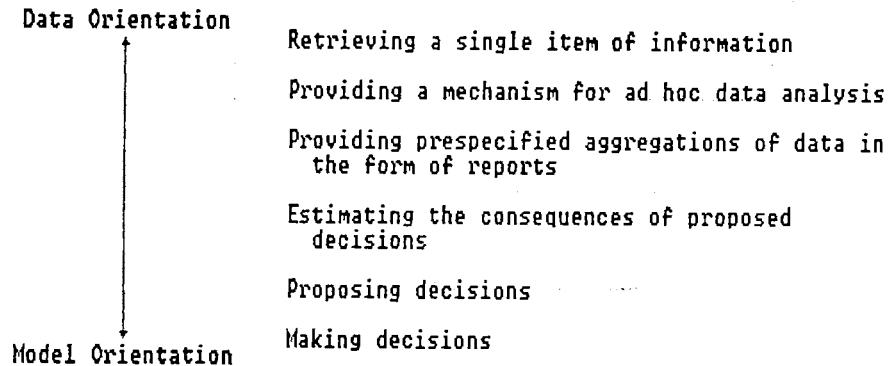 Data Orientation
Retrieving a single item of information
Providing a mechanism for ad hoc data analysis
Providing prespecified aggregations of data in
the form of reports
Estimating the consequences of proposed
decisions
Proposing decisions
Making decisions
Model Orientation